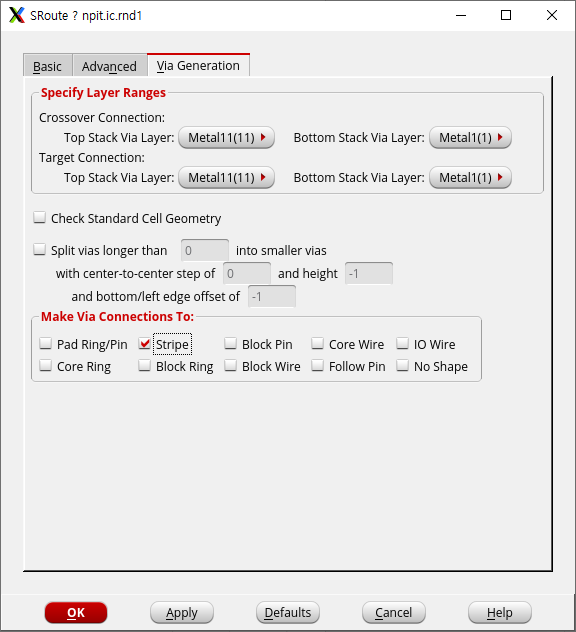 SRoute ? npit.ic.rnd1
Basic Advanced Via Generation
Specify Layer Ranges
Crossover Connection:
Top Stack Via Layer: Metal11(11) Bottom Stack Via Layer: Metal1(1)
Target Connection:
Top Stack Via Layer: Metal11(11) Bottom Stack Via Layer: Metal1(1)
Check Standard Cell Geometry
Split vias longer than 0 into smaller vias
with center-to-center step of 0 and height -1
and bottom/left edge offset of -1
Make Via Connections To:
Pad Ring/Pin Stripe Block Pin Core Wire IO Wire
Core Ring Block Ring Block Wire Follow Pin No Shape
OK Apply Defaults Cancel Help